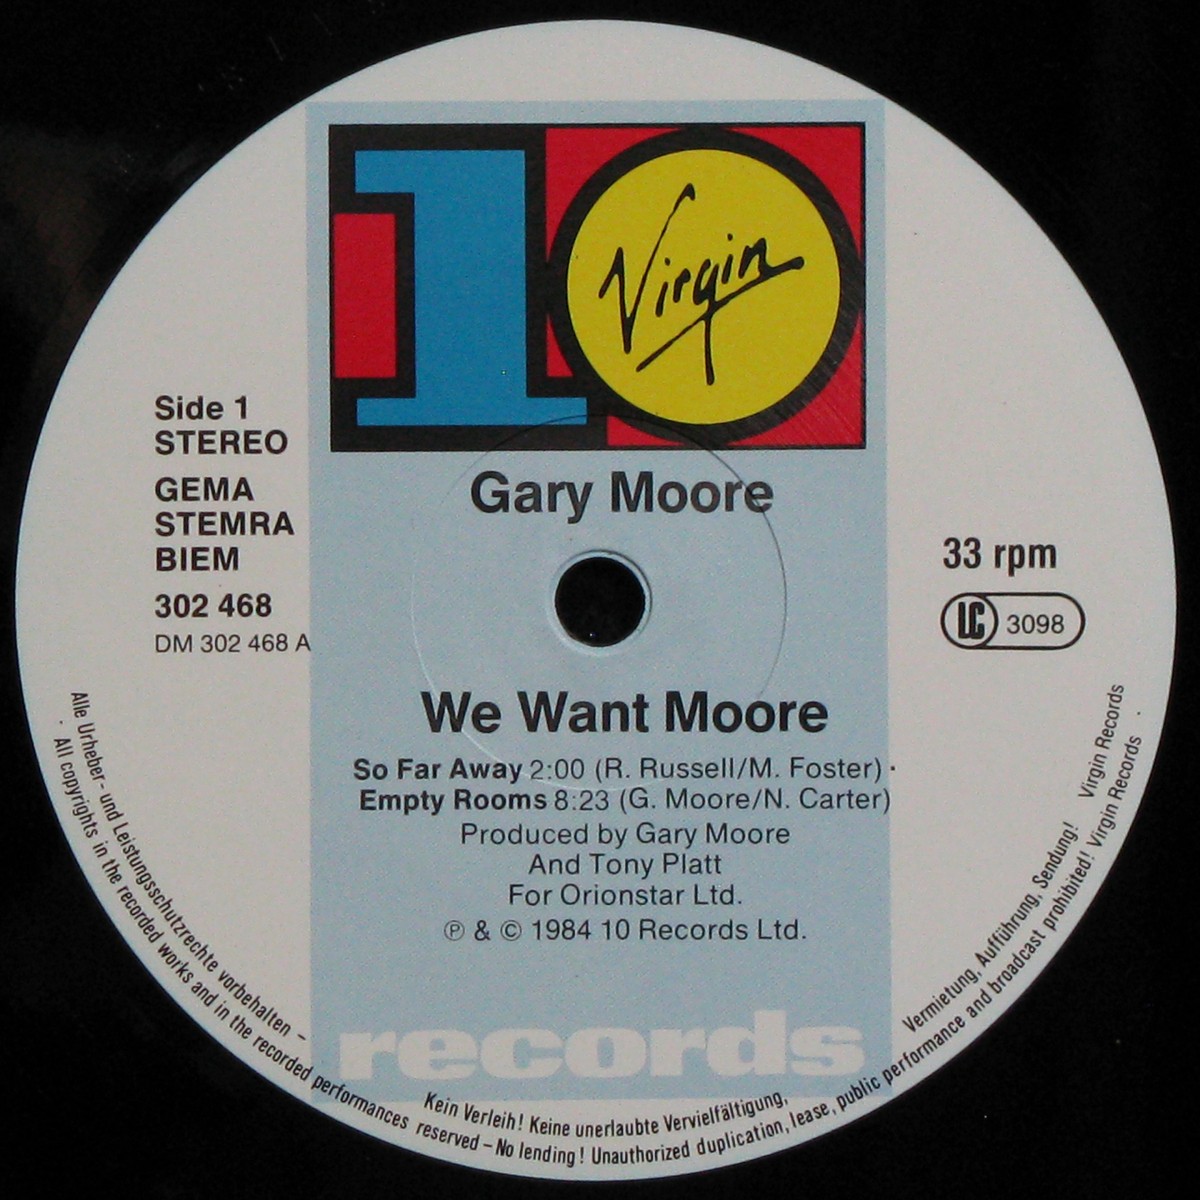 10
Virgin
Side 1
STEREO
GEMA
STEMRA
BIEM
302 468
DM 302 468 A
Gary Moore
33 rpm
LC 3098
We Want Moore
So Far Away 2:00 (R. Russell/M. Foster) ·
Empty Rooms 8:23 (G. Moore/N. Carter)
Produced by Gary Moore
And Tony Platt
For Orionstar Ltd.
℗ & © 1984 10 Records Ltd.
records
Alle Urheber- und Leistungsschutzrechte vorbehalten – Kein Verleih! Keine unerlaubte Vervielfältigung, Vermietung, Aufführung, Sendung! Virgin Records
· All copyrights in the recorded works and in the recorded performances reserved – No lending! Unauthorized duplication, lease, public performance and broadcast prohibited! Virgin Records ·